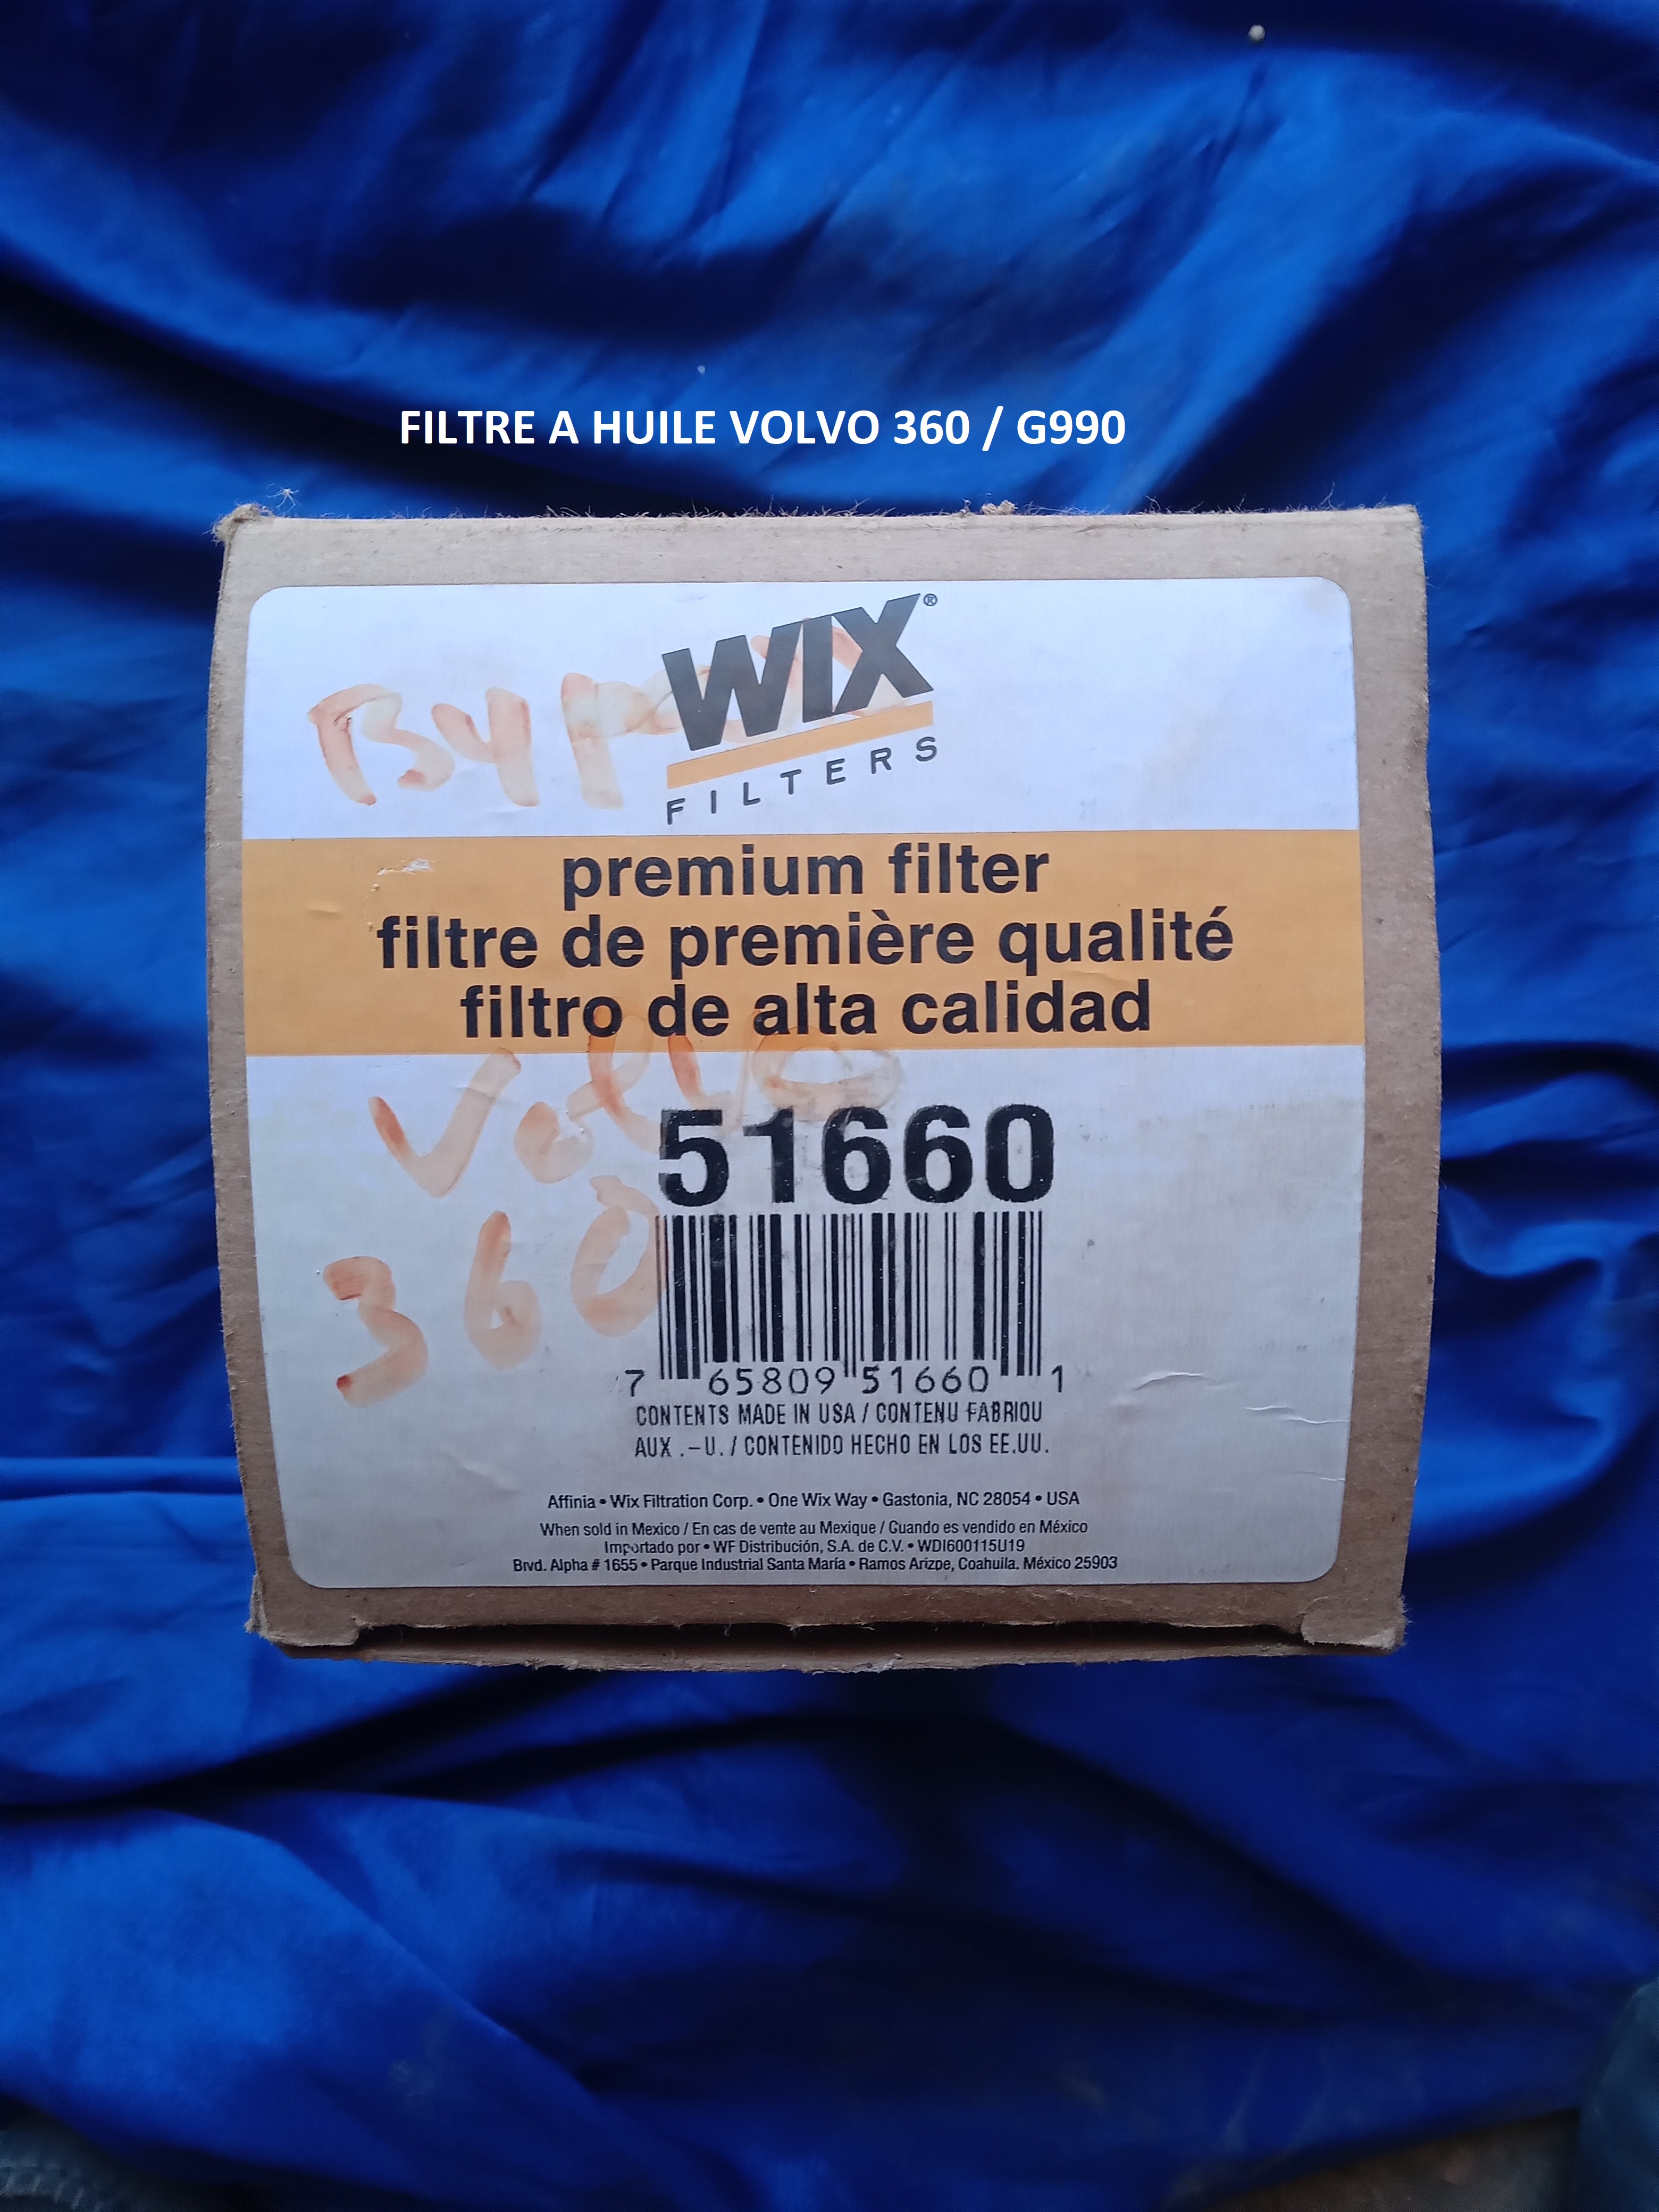 FILTRE A HUILE VOLVO 360 / G990
WIX®
FILTERS
premium filter
filtre de première qualité
filtro de alta calidad
Volvo
51660
360
7 65809 51660 1
CONTENTS MADE IN USA / CONTENU FABRIQU
AUX .–U. / CONTENIDO HECHO EN LOS EE.UU.
Affinia • Wix Filtration Corp. • One Wix Way • Gastonia, NC 28054 • USA
When sold in Mexico / En cas de vente au Mexique / Cuando es vendido en México
Importado por • WF Distribución, S.A. de C.V. • WDI600115U19
Blvd. Alpha # 1655 • Parque Industrial Santa María • Ramos Arizpe, Coahuila. México 25903